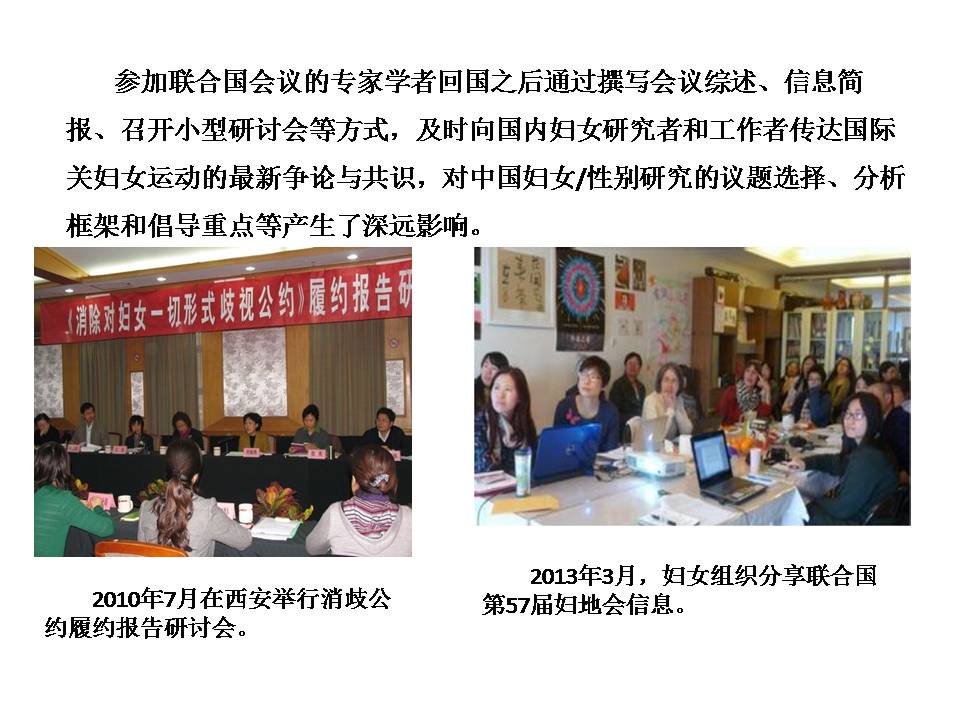 参加联合国会议的专家学者回国之后通过撰写会议综述、信息简
报、召开小型研讨会等方式，及时向国内妇女研究者和工作者传达国际
关妇女运动的最新争论与共识，对中国妇女/性别研究的议题选择、分析
框架和倡导重点等产生了深远影响。
《消除对妇女一切形式歧视公约》履约报告研
2010年7月在西安举行消歧公
约履约报告研讨会。
2013年3月，妇女组织分享联合国
第57届妇地会信息。